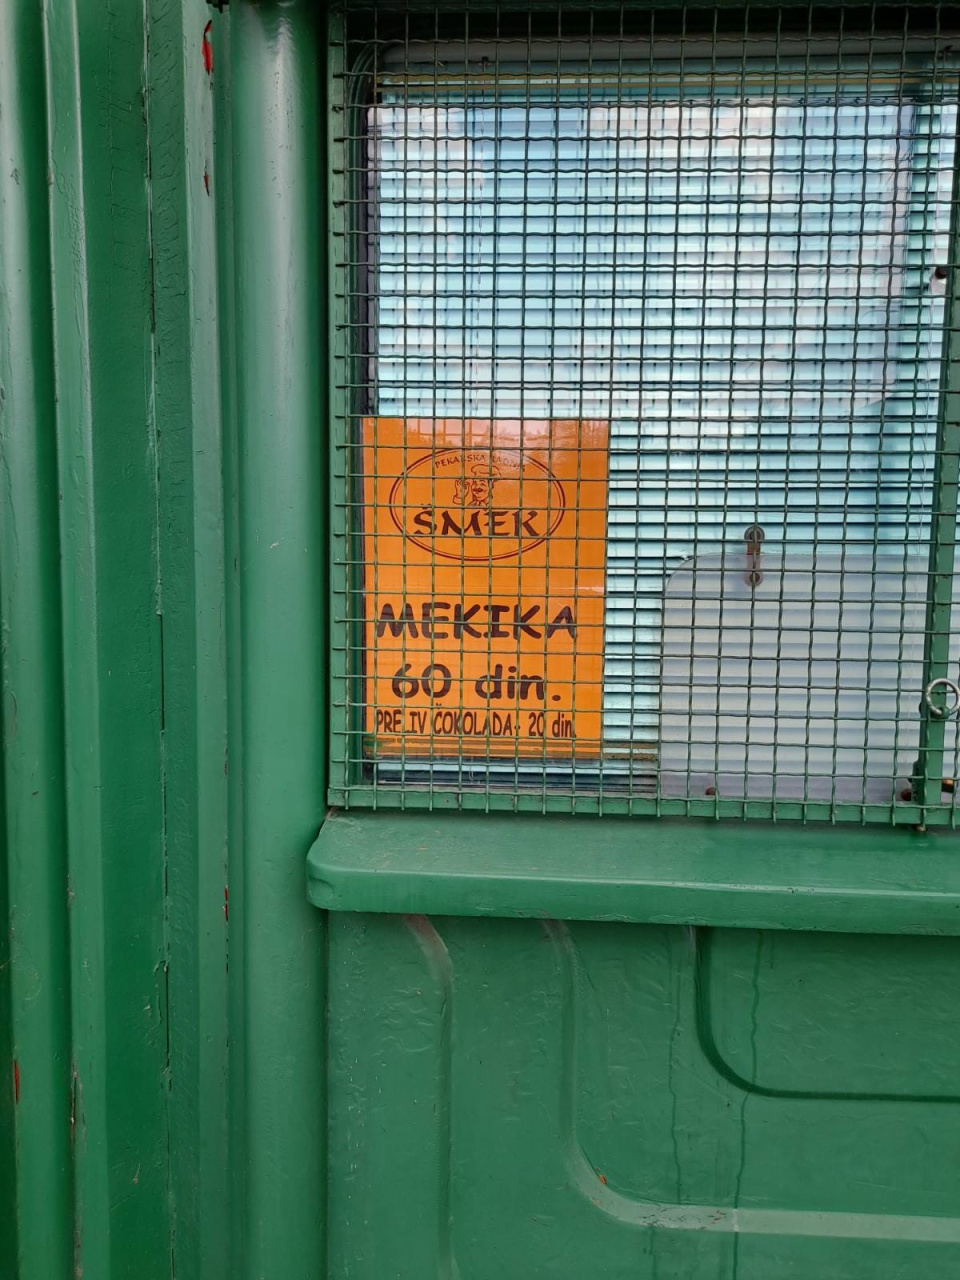 PEKARSKA RADNJA
ŠMEK
MEKIKA
60 din.
PRELIV ČOKOLADA- 20 din.